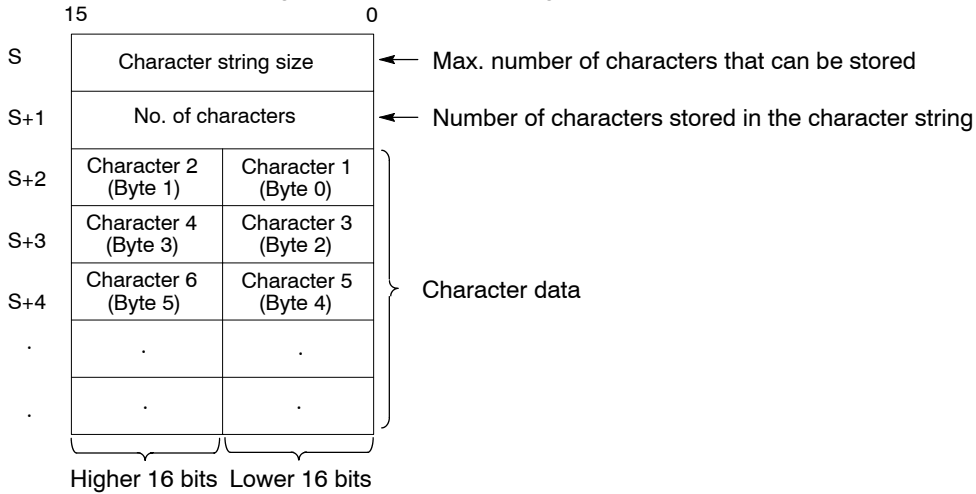 15 0
S Character string size Max. number of characters that can be stored
S+1 No. of characters Number of characters stored in the character string
S+2 Character 2 (Byte 1) Character 1 (Byte 0)
S+3 Character 4 (Byte 3) Character 3 (Byte 2)
S+4 Character 6 (Byte 5) Character 5 (Byte 4) Character data
. . .
. . .
Higher 16 bits Lower 16 bits